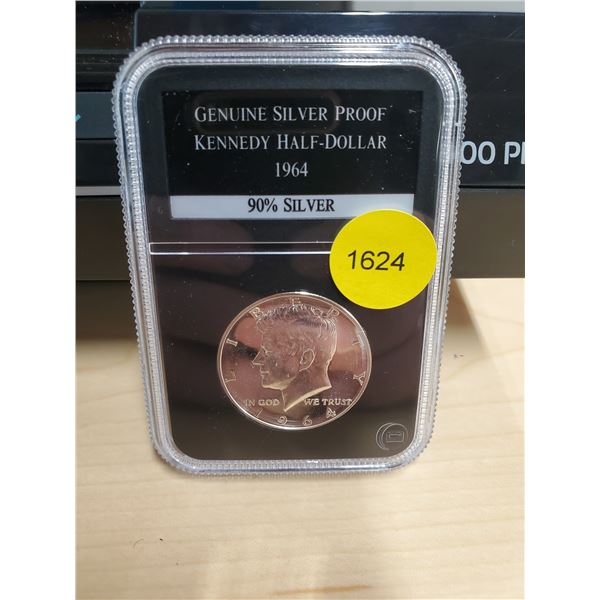 GENUINE SILVER PROOF
KENNEDY HALF-DOLLAR
1964
90% SILVER
1624
LIBERTY
IN GOD WE TRUST
1964
00 P